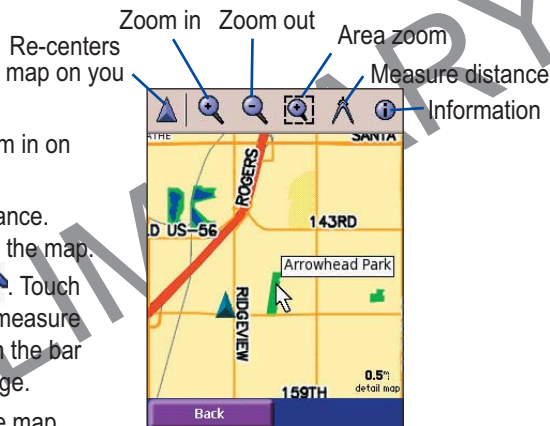 Zoom in Zoom out
Re-centers
map on you
Area zoom
Measure distance
Information
m in on
ance.
the map.
. Touch
measure
the bar
ge.
e map
ATHE
SANTA
ROGERS
D US-56
143RD
Arrowhead Park
RIDGEVIEW
0.5
detail map
159TH
Back
LIMINARY